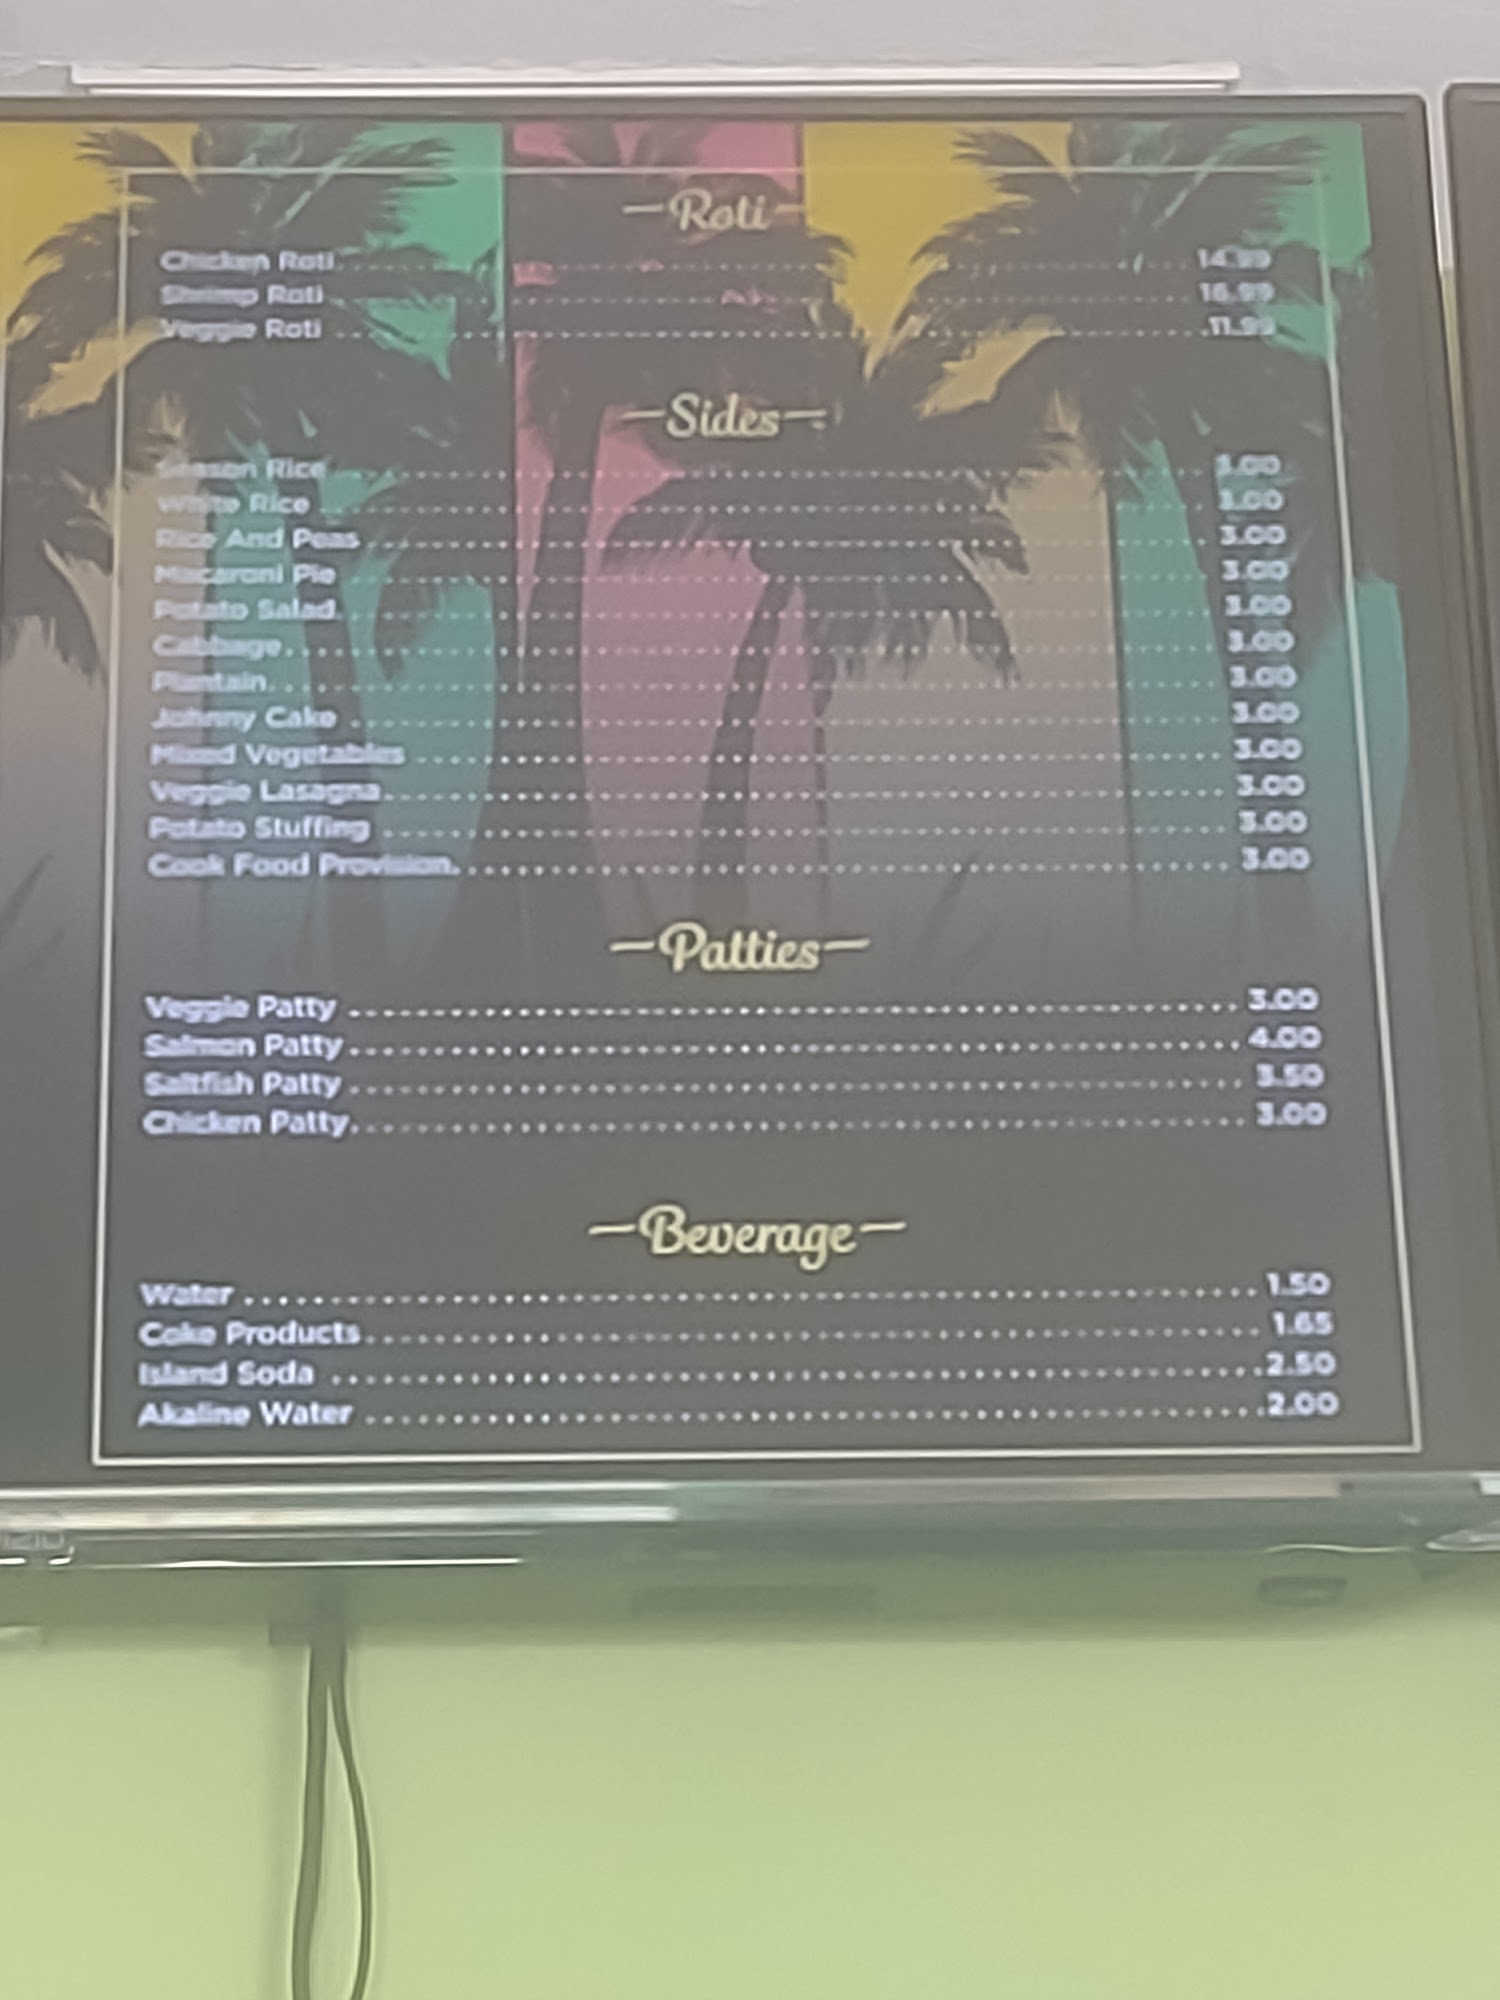 Roti
Chicken Roti 14.99
Shrimp Roti 16.99
Veggie Roti 11.99
Sides
Season Rice 3.00
White Rice 3.00
Rice And Peas 3.00
Macaroni Pie 3.00
Potato Salad 3.00
Cabbage 3.00
Plantain 3.00
Johnny Cake 3.00
Mixed Vegetables 3.00
Veggie Lasagna 3.00
Potato Stuffing 3.00
Cook Food Provision 3.00
Patties
Veggie Patty 3.00
Salmon Patty 4.00
Saltfish Patty 3.50
Chicken Patty 3.00
Beverage
Water 1.50
Coke Products 1.65
Island Soda 2.50
Akaline Water 2.00